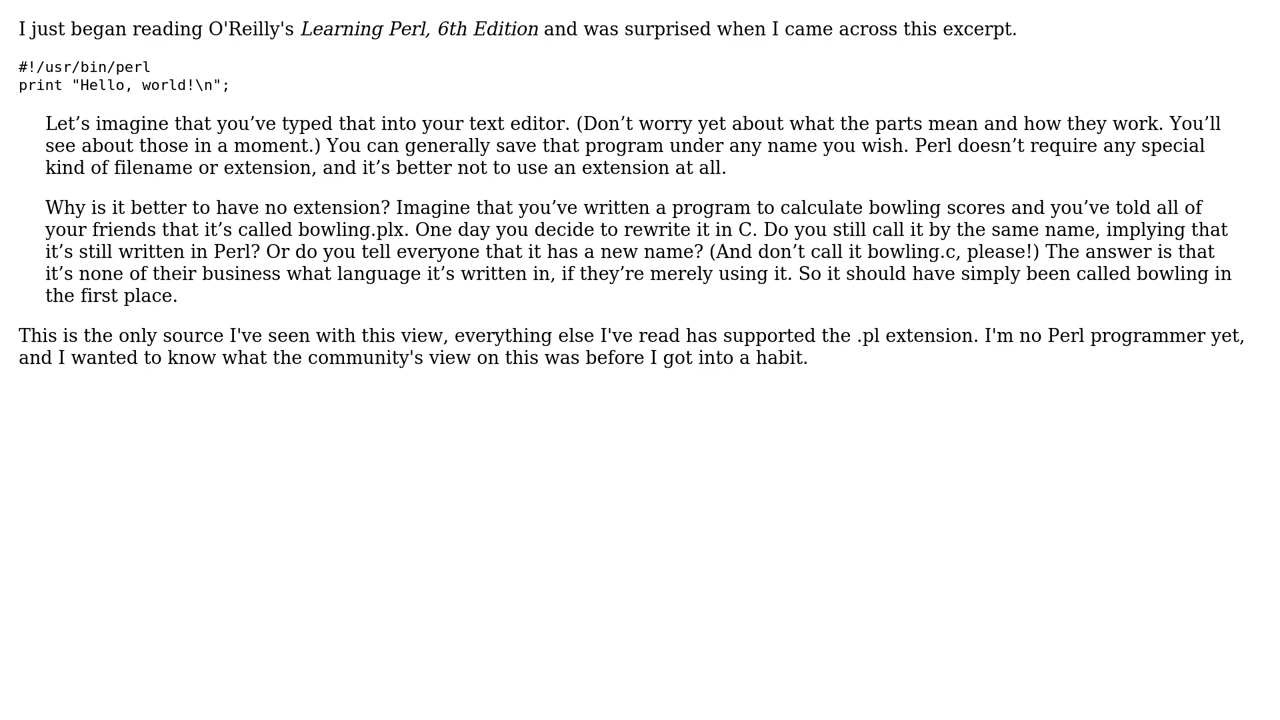 I just began reading O'Reilly's Learning Perl, 6th Edition and was surprised when I came across this excerpt.
#!/usr/bin/perl
print "Hello, world!\n";
Let’s imagine that you’ve typed that into your text editor. (Don’t worry yet about what the parts mean and how they work. You’ll
see about those in a moment.) You can generally save that program under any name you wish. Perl doesn’t require any special
kind of filename or extension, and it’s better not to use an extension at all.
Why is it better to have no extension? Imagine that you’ve written a program to calculate bowling scores and you’ve told all of
your friends that it’s called bowling.plx. One day you decide to rewrite it in C. Do you still call it by the same name, implying that
it’s still written in Perl? Or do you tell everyone that it has a new name? (And don’t call it bowling.c, please!) The answer is that
it’s none of their business what language it’s written in, if they’re merely using it. So it should have simply been called bowling in
the first place.
This is the only source I've seen with this view, everything else I've read has supported the .pl extension. I'm no Perl programmer yet,
and I wanted to know what the community's view on this was before I got into a habit.